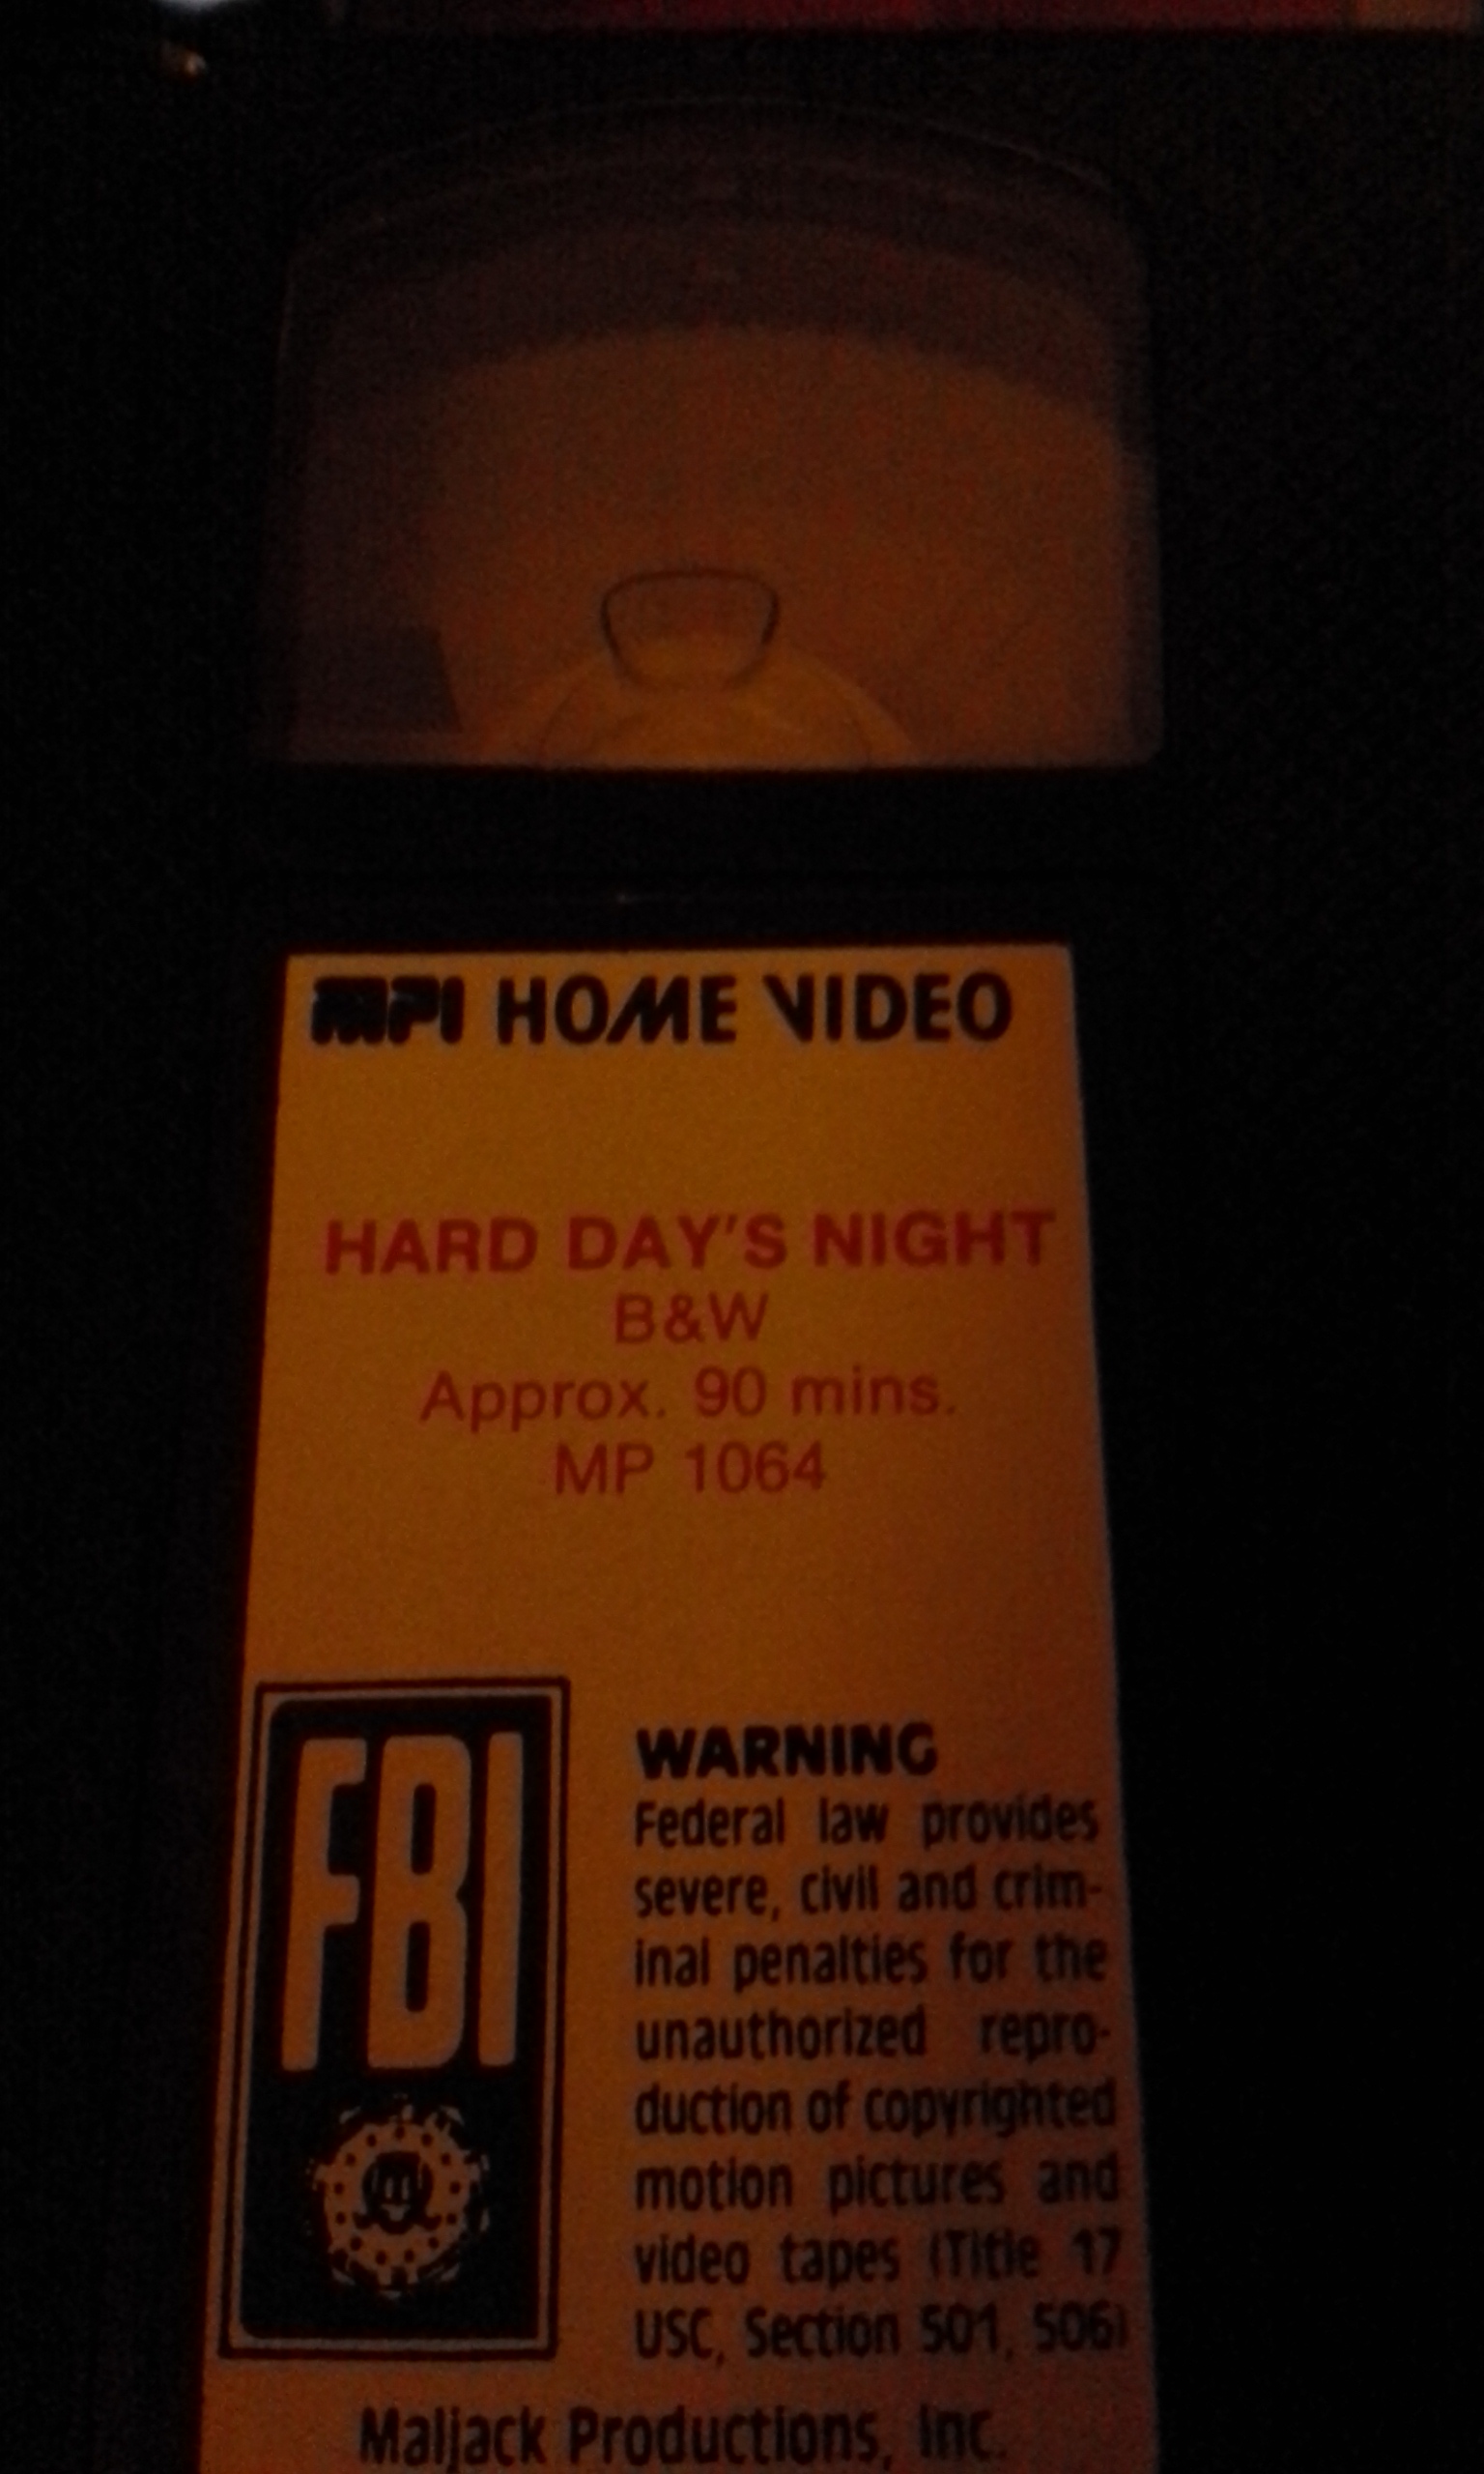 MPI HOME VIDEO
HARD DAY'S NIGHT
B&W
Approx. 90 mins.
MP 1064
FBI
WARNING
Federal law provides
severe, civil and crim-
inal penalties for the
unauthorized repro-
duction of copyrighted
motion pictures and
video tapes (Title 17
USC, Section 501, 506)
Maljack Productions, Inc.